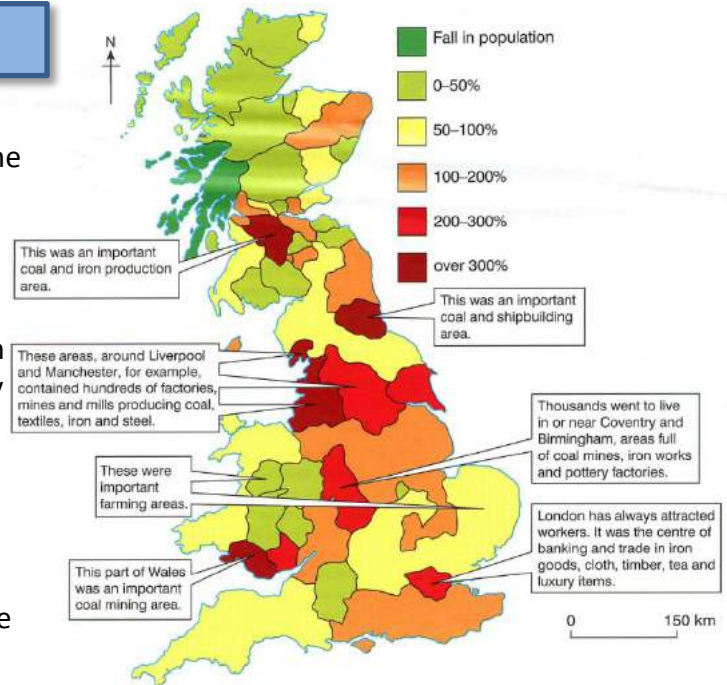 N
Fall in population
0–50%
50–100%
100–200%
200–300%
over 300%
This was an important
coal and iron production
area.
This was an important
coal and shipbuilding
area.
These areas, around Liverpool
and Manchester, for example,
contained hundreds of factories,
mines and mills producing coal,
textiles, iron and steel.
Thousands went to live
in or near Coventry and
Birmingham, areas full
of coal mines, iron works
and pottery factories.
These were
important
farming areas.
London has always attracted
workers. It was the centre of
banking and trade in iron
goods, cloth, timber, tea and
luxury items.
This part of Wales
was an important
coal mining area.
0 150 km